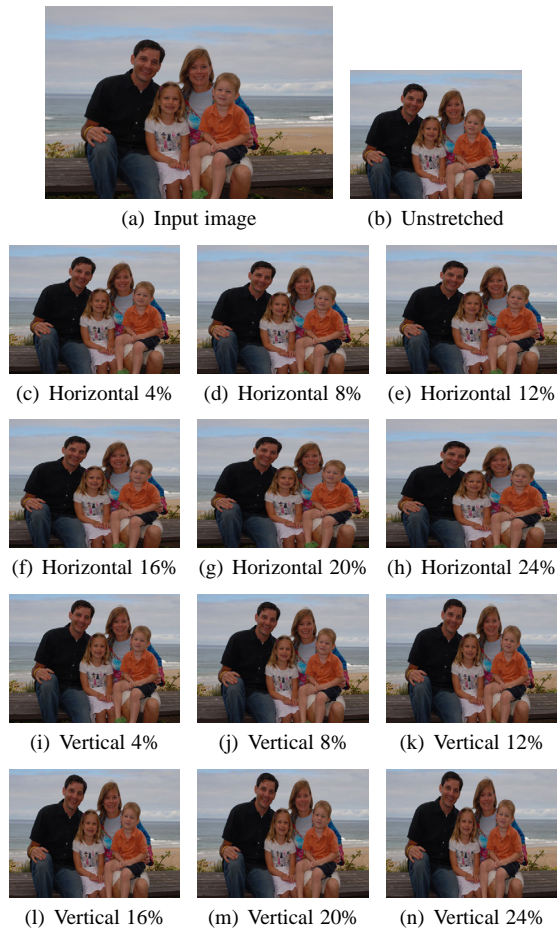 (a) Input image
(b) Unstretched
(c) Horizontal 4%
(d) Horizontal 8%
(e) Horizontal 12%
(f) Horizontal 16%
(g) Horizontal 20%
(h) Horizontal 24%
(i) Vertical 4%
(j) Vertical 8%
(k) Vertical 12%
(l) Vertical 16%
(m) Vertical 20%
(n) Vertical 24%